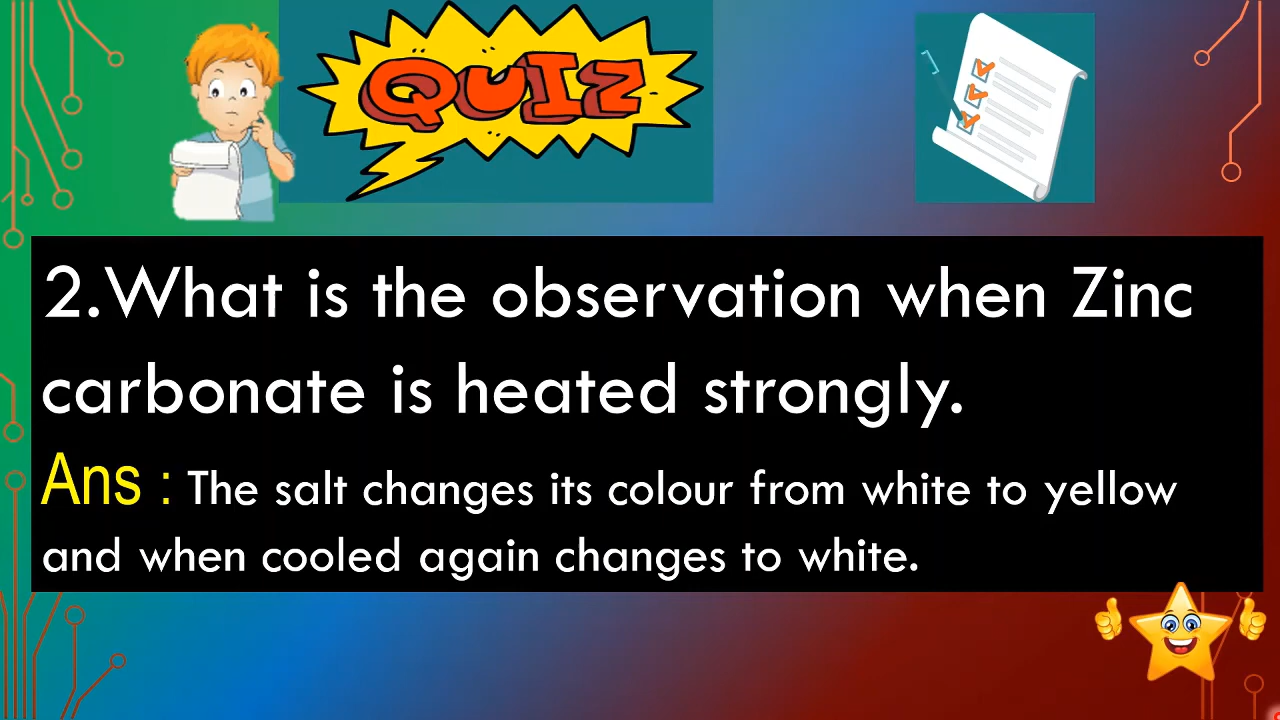 QUIZ
2.What is the observation when Zinc
carbonate is heated strongly.
Ans : The salt changes its colour from white to yellow
and when cooled again changes to white.